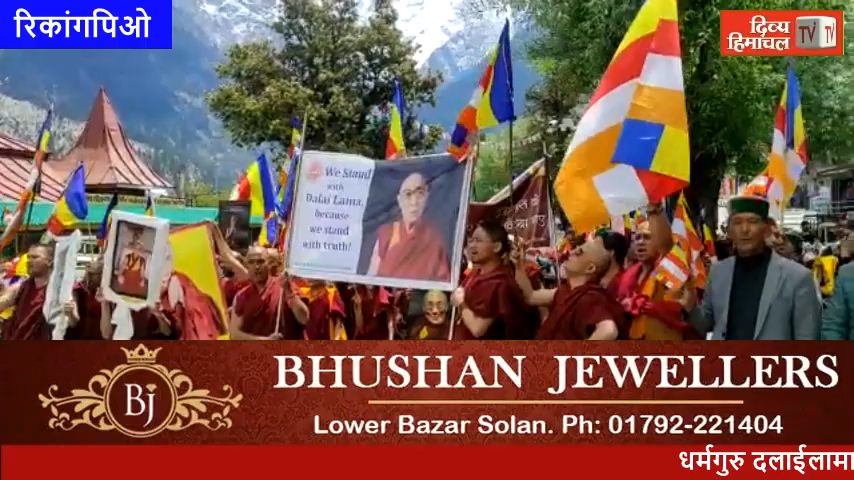 रिकांगपिओ
दिव्य
हिमांचल
TV TV
We Stand
with
Dalai Lama,
because
we stand
with truth!
BJ
BHUSHAN JEWELLERS
Lower Bazar Solan. Ph: 01792-221404
धर्मगुरु दलाईलामा